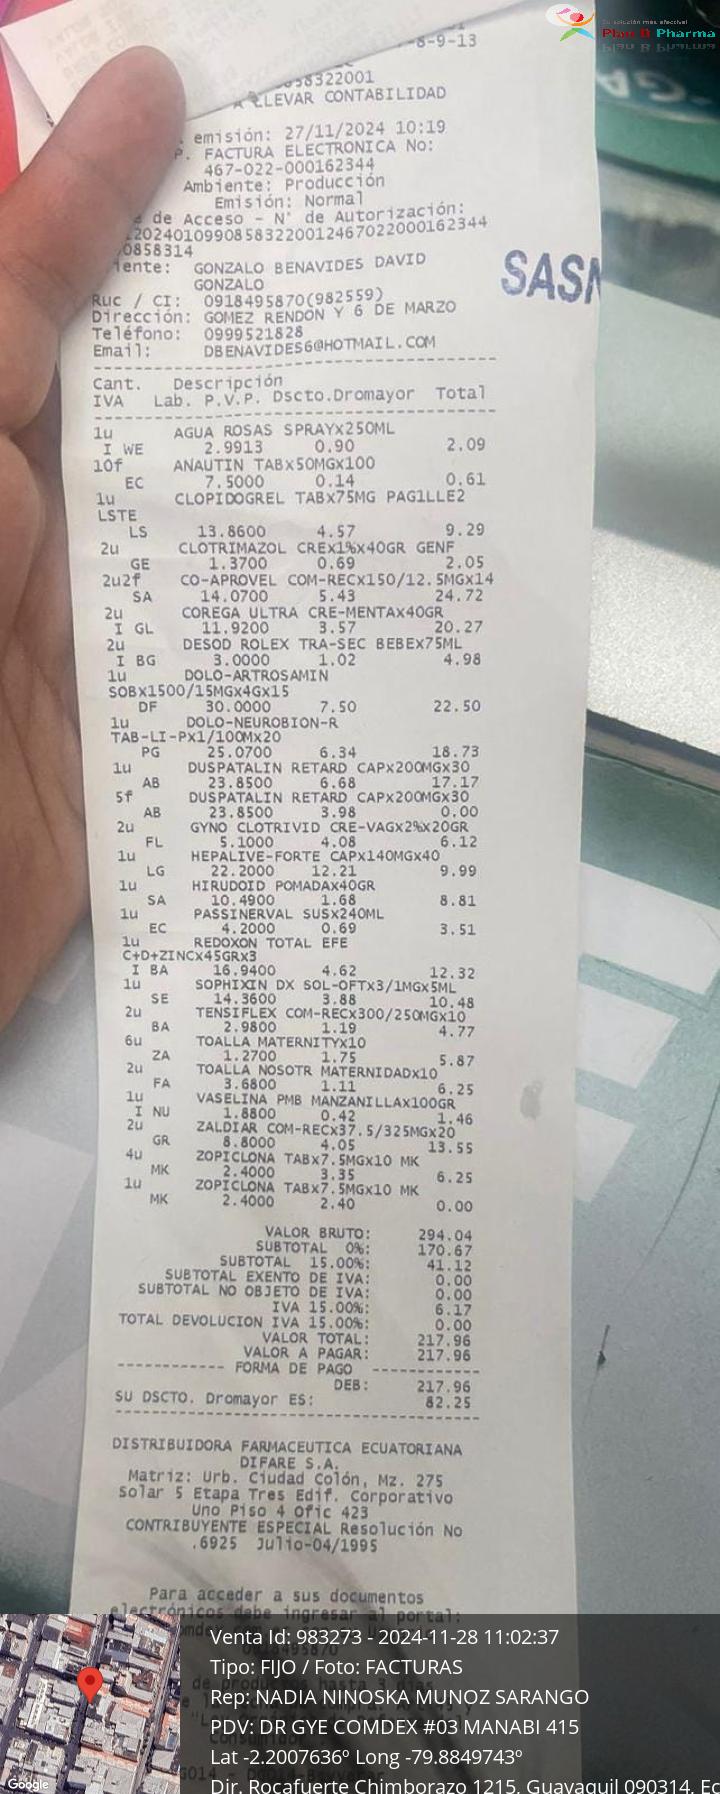 Su solución más efectiva!
Plan B Pharma
-8-9-13
58322001
A LLEVAR CONTABILIDAD
emisión: 27/11/2024 10:19
P. FACTURA ELECTRONICA No:
467-022-000162344
Ambiente: Producción
Emisión: Normal
de Acceso - N° de Autorización:
2024010990858322001246702200016234​4
0858314
iente: GONZALO BENAVIDES DAVID
GONZALO
Ruc / CI: 0918495870(982559)
Dirección: GOMEZ RENDON Y 6 DE MARZO
Teléfono: 0999521828
Email: DBENAVIDES6@HOTMAIL.COM
Cant. Descripción
IVA Lab. P.V.P. Dscto.Dromayor Total
1u AGUA ROSAS SPRAYx250ML
I WE 2.9913 0.90 2.09
10f ANAUTIN TABx50MGx100
EC 7.5000 0.14 0.61
1u CLOPIDOGREL TABx75MG PAG1LLE2
LSTE
LS 13.8600 4.57 9.29
2u CLOTRIMAZOL CREx1%x40GR GENF
GE 1.3700 0.69 2.05
2u2f CO-APROVEL COM-RECx150/12.5MGx14
SA 14.0700 5.43 24.72
2u COREGA ULTRA CRE-MENTAx40GR
I GL 11.9200 3.57 20.27
2u DESOD ROLEX TRA-SEC BEBEx75ML
I BG 3.0000 1.02 4.98
1u DOLO-ARTROSAMIN
SOBx1500/15MGx4Gx15
DF 30.0000 7.50 22.50
1u DOLO-NEUROBION-R
TAB-LI-Px1/100Mx20
PG 25.0700 6.34 18.73
1u DUSPATALIN RETARD CAPx200MGx30
AB 23.8500 6.68 17.17
5f DUSPATALIN RETARD CAPx200MGx30
AB 23.8500 3.98 0.00
2u GYNO CLOTRIVID CRE-VAGx2%x20GR
FL 5.1000 4.08 6.12
1u HEPALIVE-FORTE CAPx140MGx40
LG 22.2000 12.21 9.99
1u HIRUDOID POMADAx40GR
SA 10.4900 1.68 8.81
1u PASSINERVAL SUSx240ML
EC 4.2000 0.69 3.51
1u REDOXON TOTAL EFE
C+D+ZINCx45GRx3
I BA 16.9400 4.62 12.32
1u SOPHIXIN DX SOL-OFTx3/1MGx5ML
SE 14.3600 3.88 10.48
2u TENSIFLEX COM-RECx300/250MGx10
BA 2.9800 1.19 4.77
6u TOALLA MATERNITYx10
ZA 1.2700 1.75 5.87
2u TOALLA NOSOTR MATERNIDADx10
FA 3.6800 1.11 6.25
1u VASELINA PMB MANZANILLAx100GR
I NU 1.8800 0.42 1.46
2u ZALDIAR COM-RECx37.5/325MGx20
GR 8.8000 4.05 13.55
4u ZOPICLONA TABx7.5MGx10 MK
MK 2.4000 3.35 6.25
1u ZOPICLONA TABx7.5MGx10 MK
MK 2.4000 2.40 0.00
VALOR BRUTO: 294.04
SUBTOTAL 0%: 170.67
SUBTOTAL 15.00%: 41.12
SUBTOTAL EXENTO DE IVA: 0.00
SUBTOTAL NO OBJETO DE IVA: 0.00
IVA 15.00%: 6.17
TOTAL DEVOLUCION IVA 15.00%: 0.00
VALOR TOTAL: 217.96
VALOR A PAGAR: 217.96
------------ FORMA DE PAGO ------------
DEB: 217.96
SU DSCTO. Dromayor ES: 82.25
DISTRIBUIDORA FARMACEUTICA ECUATORIANA
DIFARE S.A.
Matriz: Urb. Ciudad Colón, Mz. 275
Solar 5 Etapa Tres Edif. Corporativo
Uno Piso 4 Ofic 423
CONTRIBUYENTE ESPECIAL Resolución No
.6925 Julio-04/1995
Para acceder a sus documentos
electrónicos debe ingresar al portal:
Venta Id: 983273 - 2024-11-28 11:02:37
Tipo: FIJO / Foto: FACTURAS
Rep: NADIA NINOSKA MUNOZ SARANGO
PDV: DR GYE COMDEX #03 MANABI 415
Lat -2.2007636º Long -79.8849743º
Dir. Rocafuerte Chimborazo 1215, Guayaquil 090314, Ec
Google